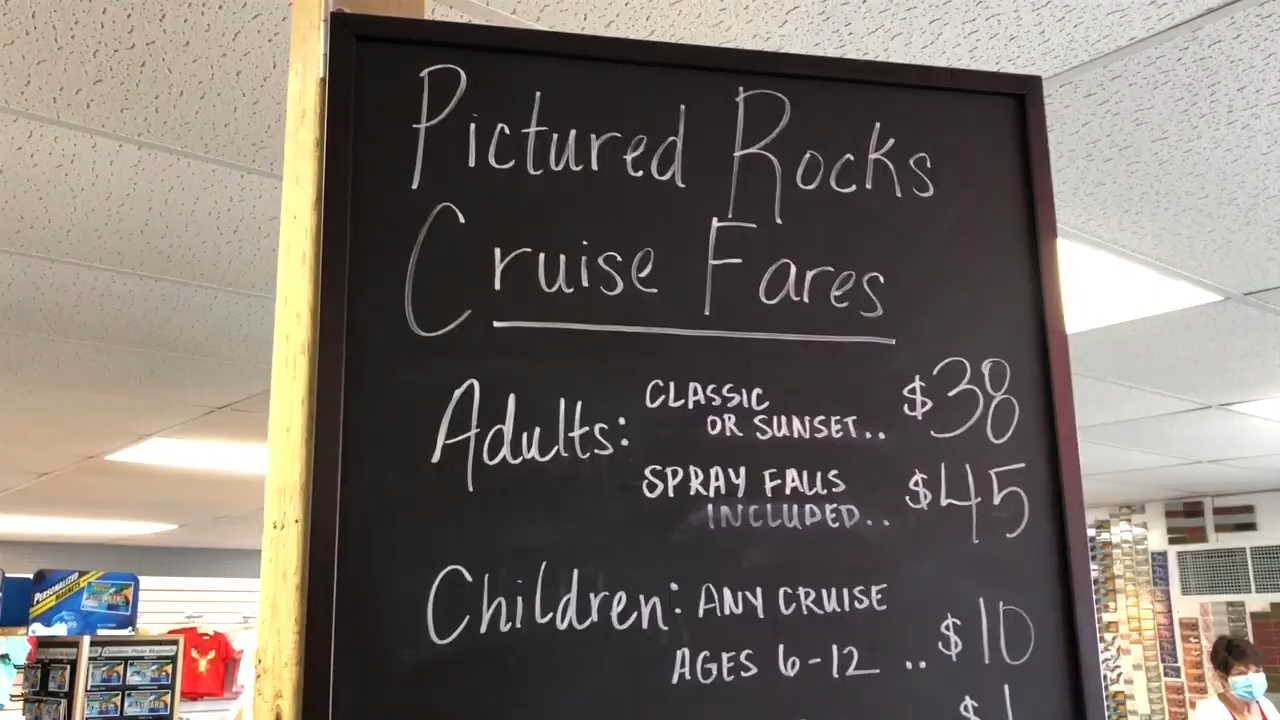 Pictured Rocks
Cruise Fares
Adults: CLASSIC
OR SUNSET.. $38
SPRAY FALLS
INCLUDED.. $45
Children: ANY CRUISE
AGES 6-12 .. $10
PERSONALIZED